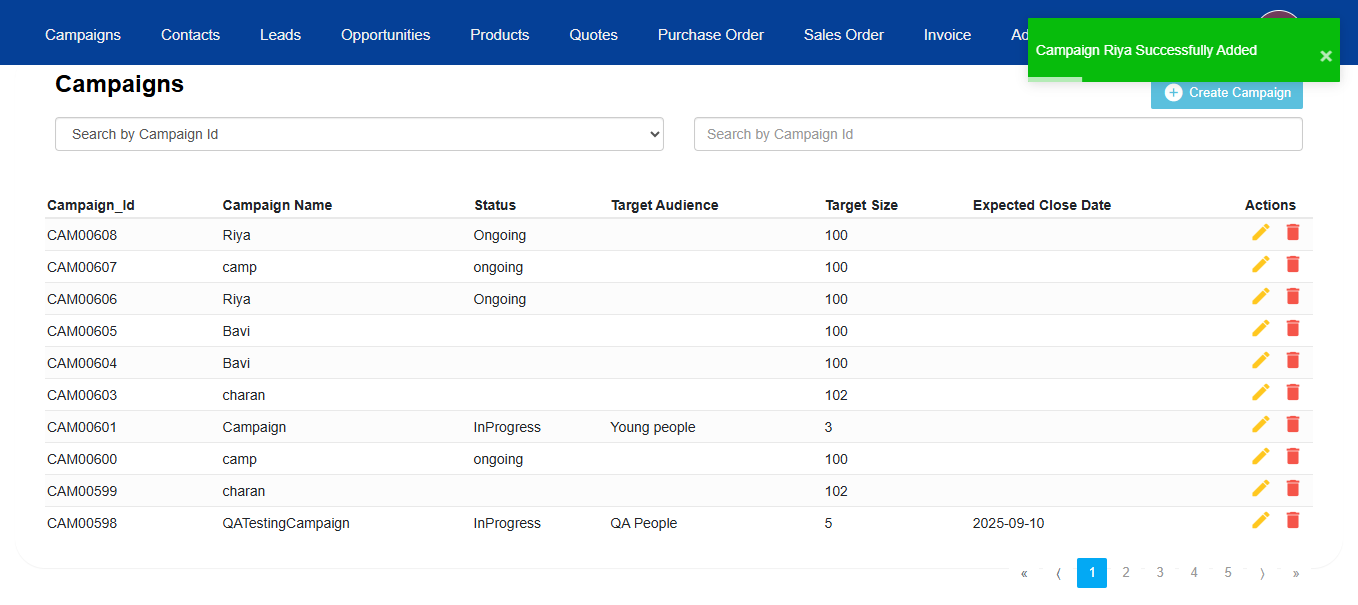 Campaigns Contacts Leads Opportunities Products Quotes Purchase Order Sales Order Invoice
Campaign Riya Successfully Added ×
Campaigns
Create Campaign
Search by Campaign Id Search by Campaign Id
Campaign_Id Campaign Name Status Target Audience Target Size Expected Close Date Actions
CAM00608 Riya Ongoing 100
CAM00607 camp ongoing 100
CAM00606 Riya Ongoing 100
CAM00605 Bavi 100
CAM00604 Bavi 100
CAM00603 charan 102
CAM00601 Campaign InProgress Young people 3
CAM00600 camp ongoing 100
CAM00599 charan 102
CAM00598 QATestingCampaign InProgress QA People 5 2025-09-10
« ⟨ 1 2 3 4 5 ⟩ »